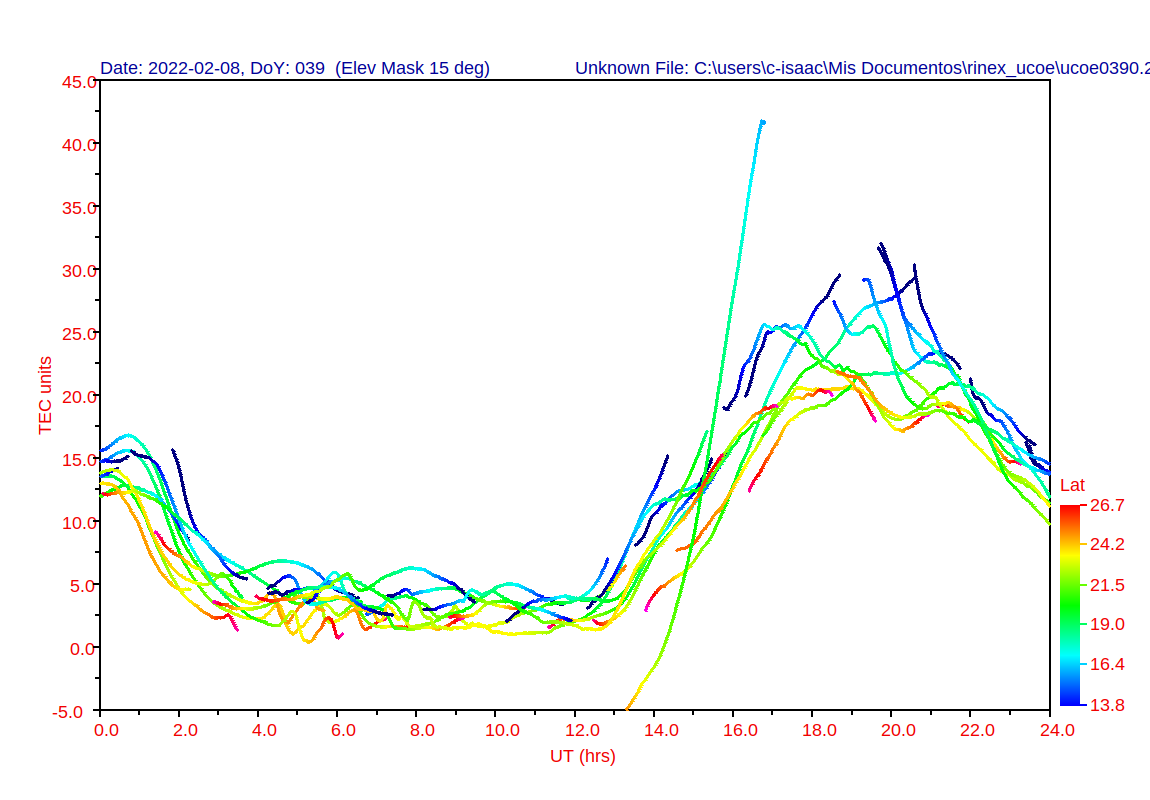 Date: 2022-02-08, DoY: 039  (Elev Mask 15 deg)
Unknown File: C:\users\c-isaac\Mis Documentos\rinex_ucoe\ucoe0390.2
45.0
40.0
35.0
30.0
25.0
20.0
15.0
10.0
5.0
0.0
-5.0
TEC units
0.0 2.0 4.0 6.0 8.0 10.0 12.0 14.0 16.0 18.0 20.0 22.0 24.0
UT (hrs)
Lat
26.7
24.2
21.5
19.0
16.4
13.8